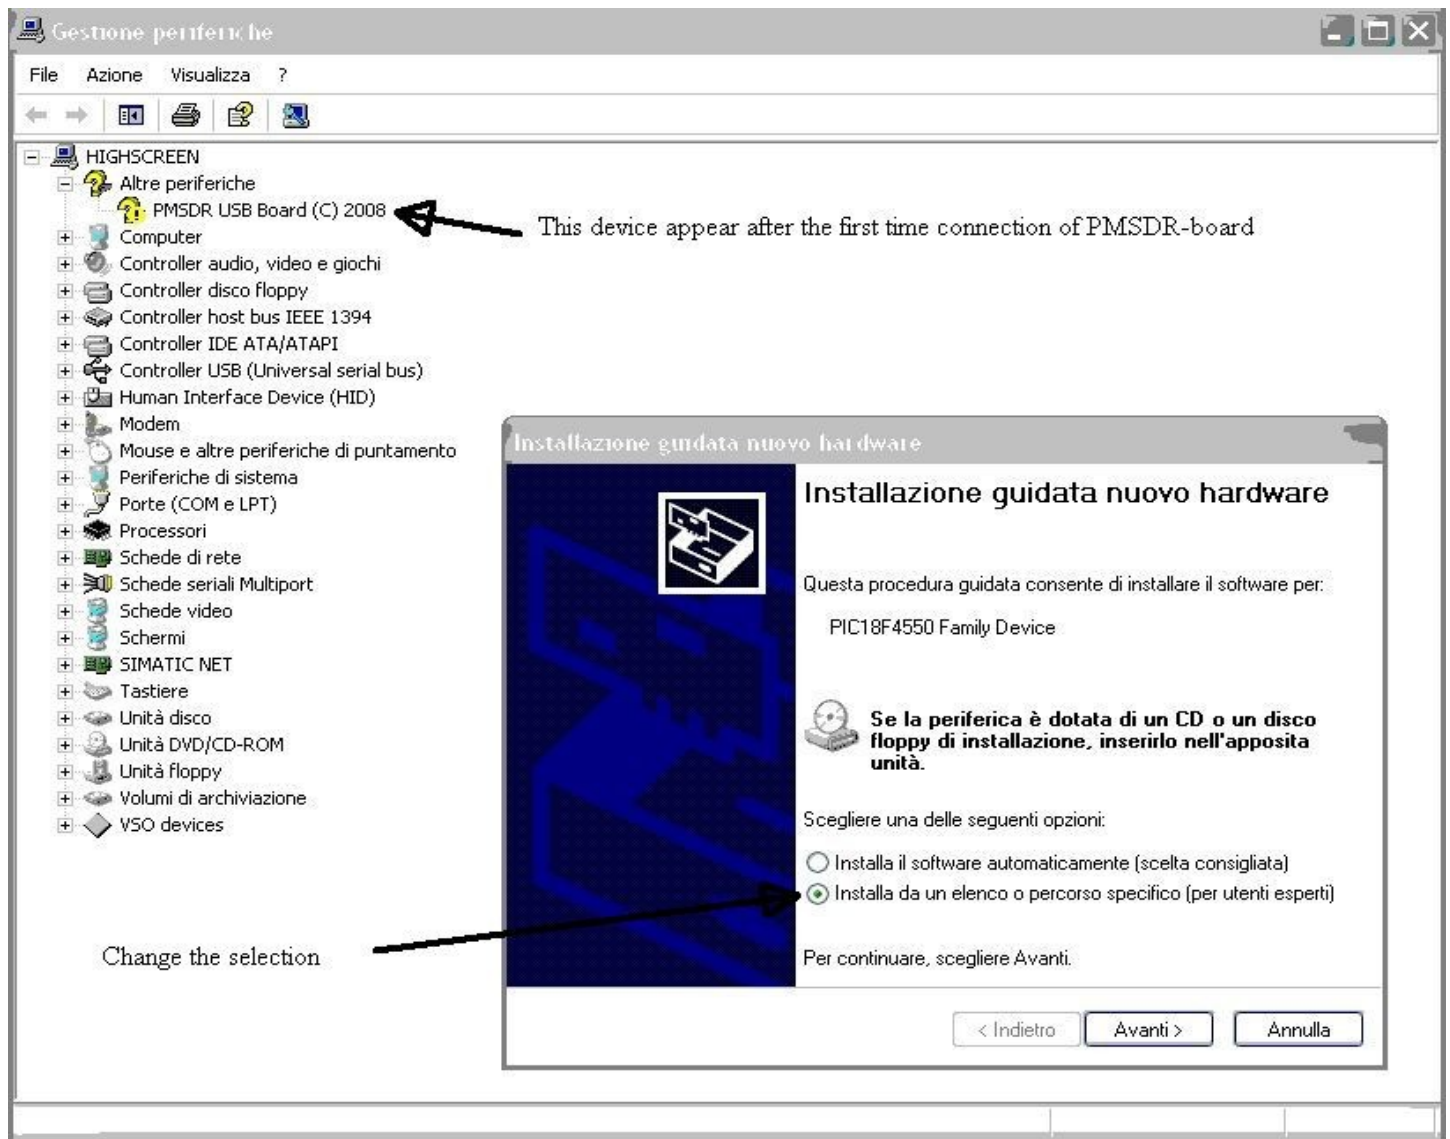 Gestione periferiche
File Azione Visualizza ?
HIGHSCREEN
Altre periferiche
PMSDR USB Board (C) 2008
This device appear after the first time connection of PMSDR-board
Computer
Controller audio, video e giochi
Controller disco floppy
Controller host bus IEEE 1394
Controller IDE ATA/ATAPI
Controller USB (Universal serial bus)
Human Interface Device (HID)
Modem
Mouse e altre periferiche di puntamento
Periferiche di sistema
Porte (COM e LPT)
Processori
Schede di rete
Schede seriali Multiport
Schede video
Schermi
SIMATIC NET
Tastiere
Unità disco
Unità DVD/CD-ROM
Unità floppy
Volumi di archiviazione
VSO devices
Installazione guidata nuovo hardware
Installazione guidata nuovo hardware
Questa procedura guidata consente di installare il software per:
PIC18F4550 Family Device
Se la periferica è dotata di un CD o un disco
floppy di installazione, inserirlo nell'apposita
unità.
Scegliere una delle seguenti opzioni:
Installa il software automaticamente (scelta consigliata)
Installa da un elenco o percorso specifico (per utenti esperti)
Change the selection
Per continuare, scegliere Avanti.
< Indietro Avanti > Annulla